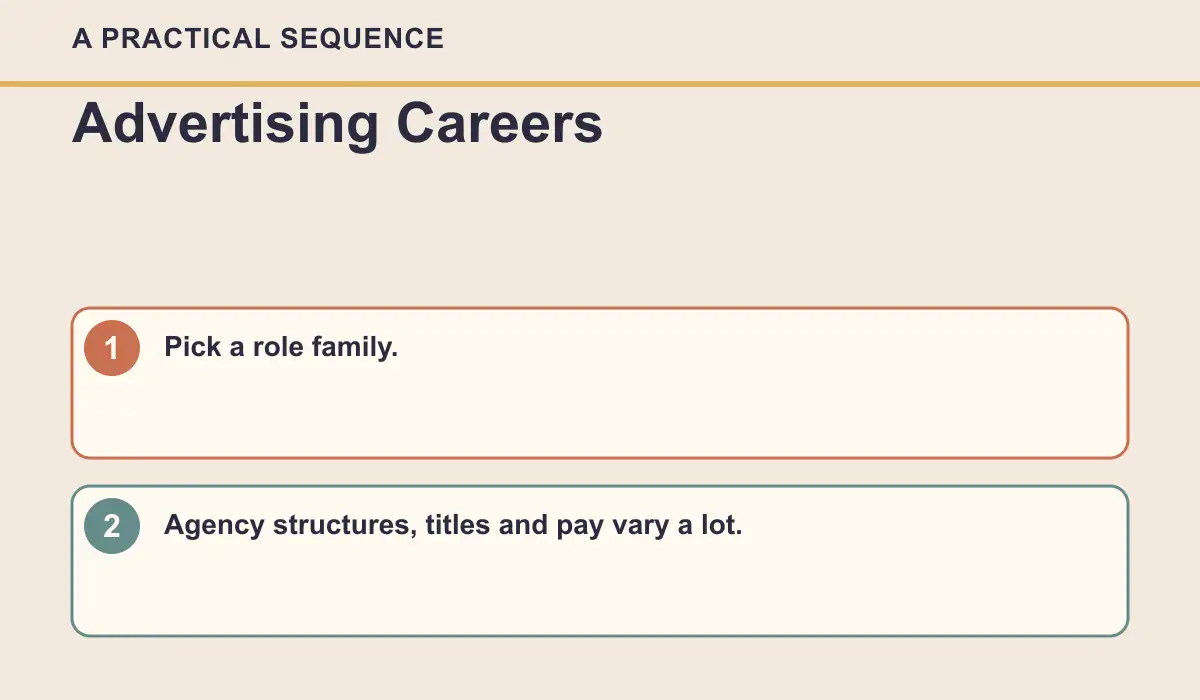 A PRACTICAL SEQUENCE
Advertising Careers
1
Pick a role family.
2
Agency structures, titles and pay vary a lot.